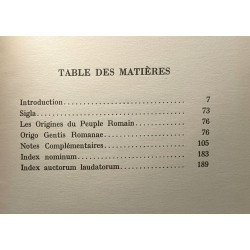 TABLE DES MATIÈRES
Introduction . . . . . . . . . . . . . . . . . . 7
Sigla . . . . . . . . . . . . . . . . . . . . . . 73
Les Origines du Peuple Romain . . . . . . . . . . 76
Origo Gentis Romanae . . . . . . . . . . . . . . 76
Notes Complémentaires . . . . . . . . . . . . . . 105
Index nominum . . . . . . . . . . . . . . . . . . 183
Index auctorum laudatorum . . . . . . . . . . . . 189